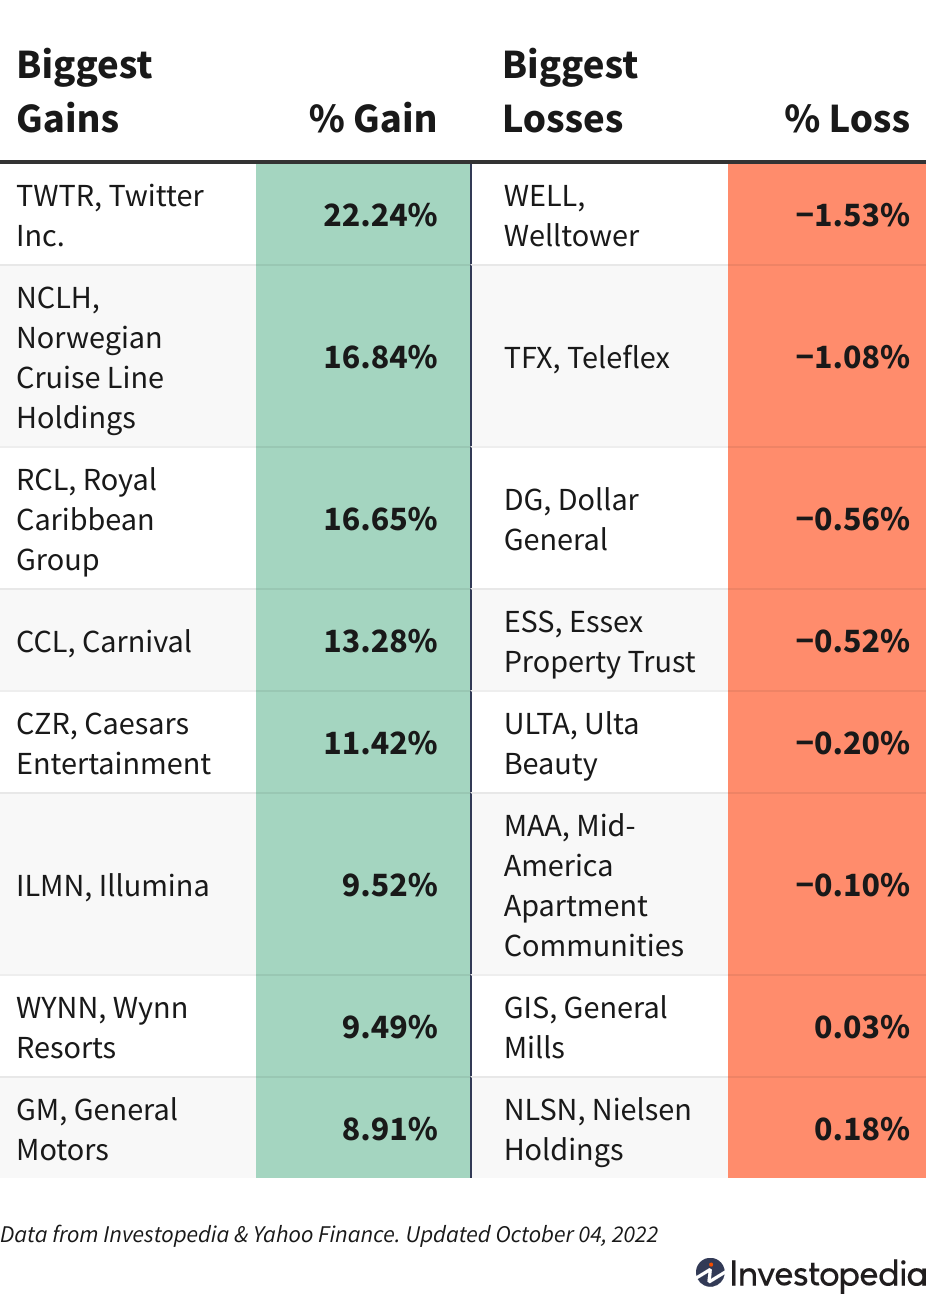 Biggest
Gains
% Gain
Biggest
Losses
% Loss
TWTR, Twitter
Inc.
22.24%
WELL,
Welltower
−1.53%
NCLH,
Norwegian
Cruise Line
Holdings
16.84%
TFX, Teleflex
−1.08%
RCL, Royal
Caribbean
Group
16.65%
DG, Dollar
General
−0.56%
CCL, Carnival
13.28%
ESS, Essex
Property Trust
−0.52%
CZR, Caesars
Entertainment
11.42%
ULTA, Ulta
Beauty
−0.20%
ILMN, Illumina
9.52%
MAA, Mid-
America
Apartment
Communities
−0.10%
WYNN, Wynn
Resorts
9.49%
GIS, General
Mills
0.03%
GM, General
Motors
8.91%
NLSN, Nielsen
Holdings
0.18%
Data from Investopedia & Yahoo Finance. Updated October 04, 2022
Investopedia